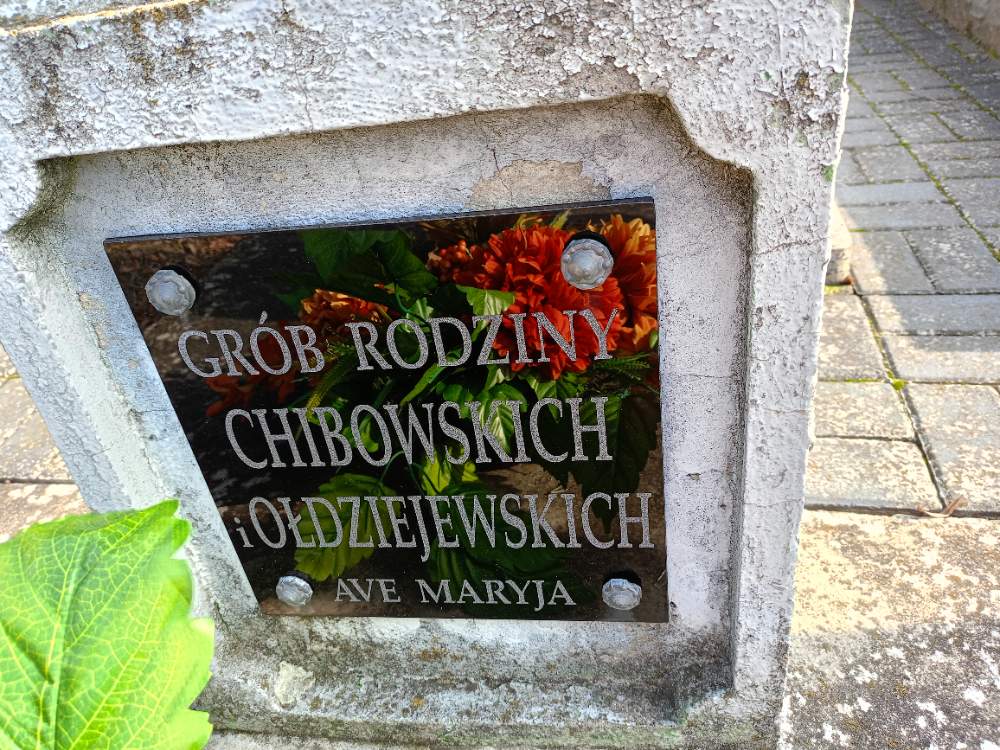 GRÓB RODZINY
CHIBOWSKICH
i OŁDZIEJEWSKICH
AVE MARYJA